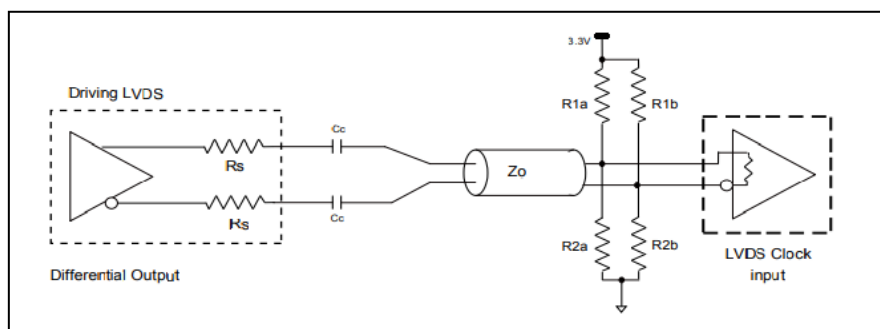 3.3V
Driving LVDS
R1a
R1b
Cc
Rs
Zo
Cc
Rs
R2a
R2b
Differential Output
LVDS Clock
input